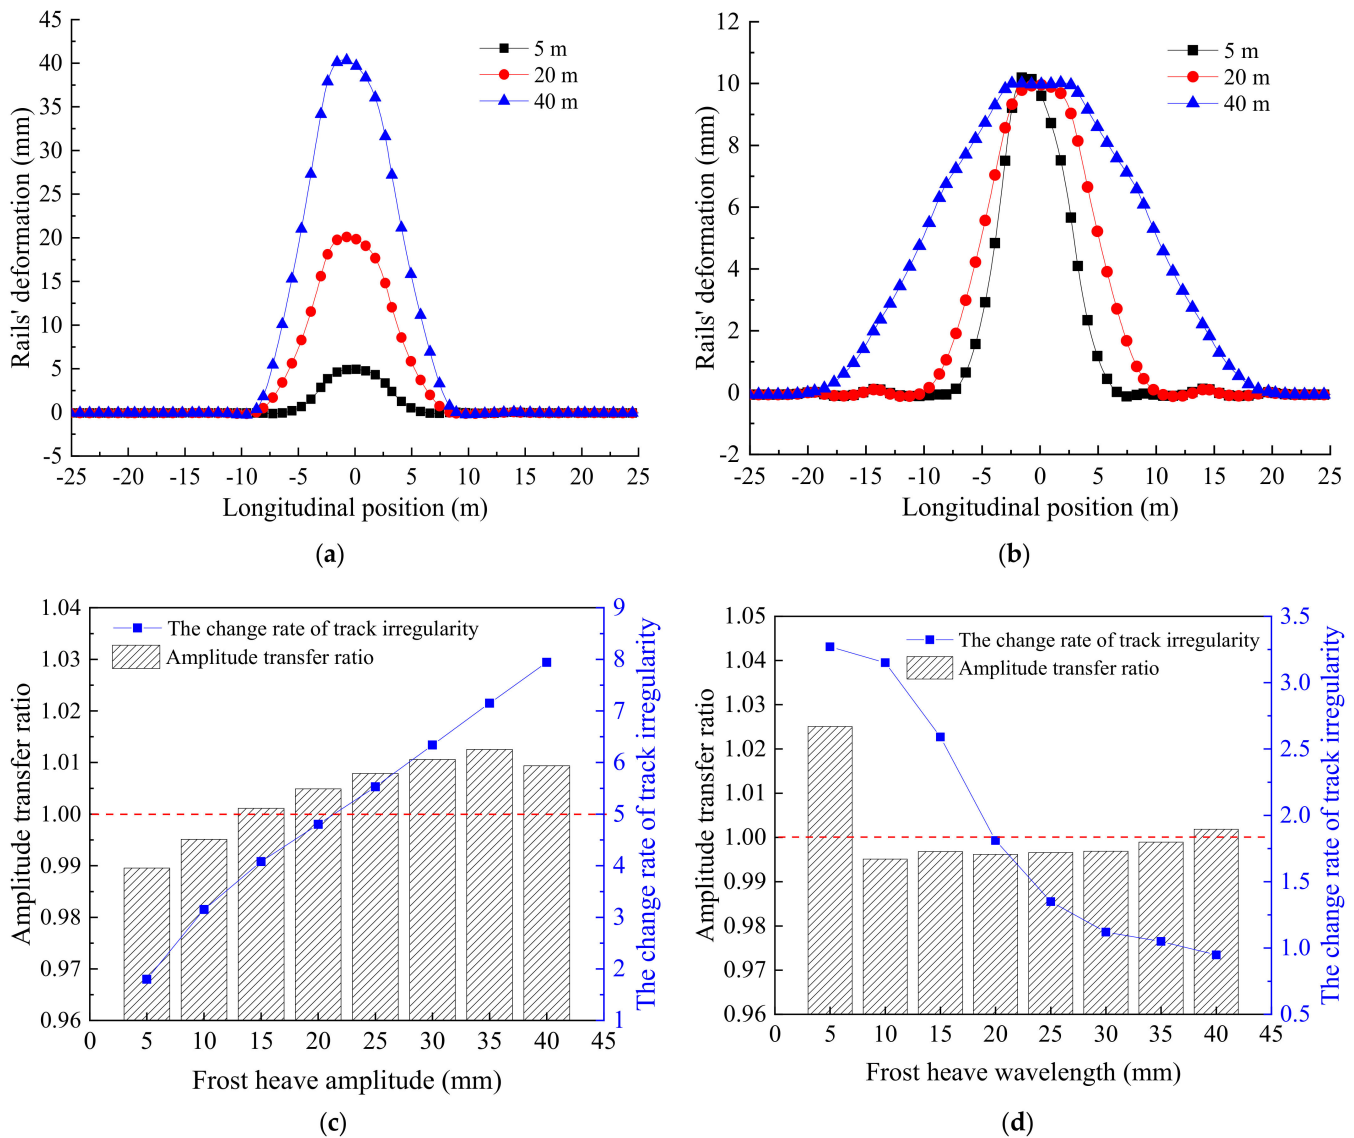 45
40
35
30
25
20
15
10
5
0
-5
Rails' deformation (mm)
5 m
20 m
40 m
-25 -20 -15 -10 -5 0 5 10 15 20 25
Longitudinal position (m)
(a)
12
10
8
6
4
2
0
-2
Rails' deformation (mm)
5 m
20 m
40 m
-25 -20 -15 -10 -5 0 5 10 15 20 25
Longitudinal position (m)
(b)
1.04
1.03
1.02
1.01
1.00
0.99
0.98
0.97
0.96
Amplitude transfer ratio
The change rate of track irregularity
Amplitude transfer ratio
9
8
7
6
5
4
3
2
1
The change rate of track irregularity
0 5 10 15 20 25 30 35 40 45
Frost heave amplitude (mm)
(c)
1.05
1.04
1.03
1.02
1.01
1.00
0.99
0.98
0.97
0.96
Amplitude transfer ratio
The change rate of track irregularity
Amplitude transfer ratio
3.5
3.0
2.5
2.0
1.5
1.0
0.5
The change rate of track irregularity
0 5 10 15 20 25 30 35 40 45
Frost heave wavelength (mm)
(d)